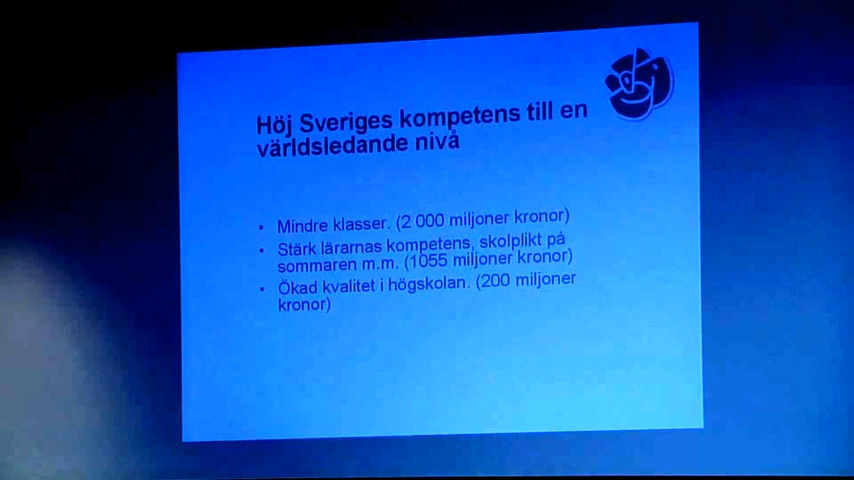 Höj Sveriges kompetens till en
världsledande nivå
• Mindre klasser. (2 000 miljoner kronor)
• Stärk lärarnas kompetens, skolplikt på
sommaren m.m. (1055 miljoner kronor)
• Ökad kvalitet i högskolan. (200 miljoner
kronor)